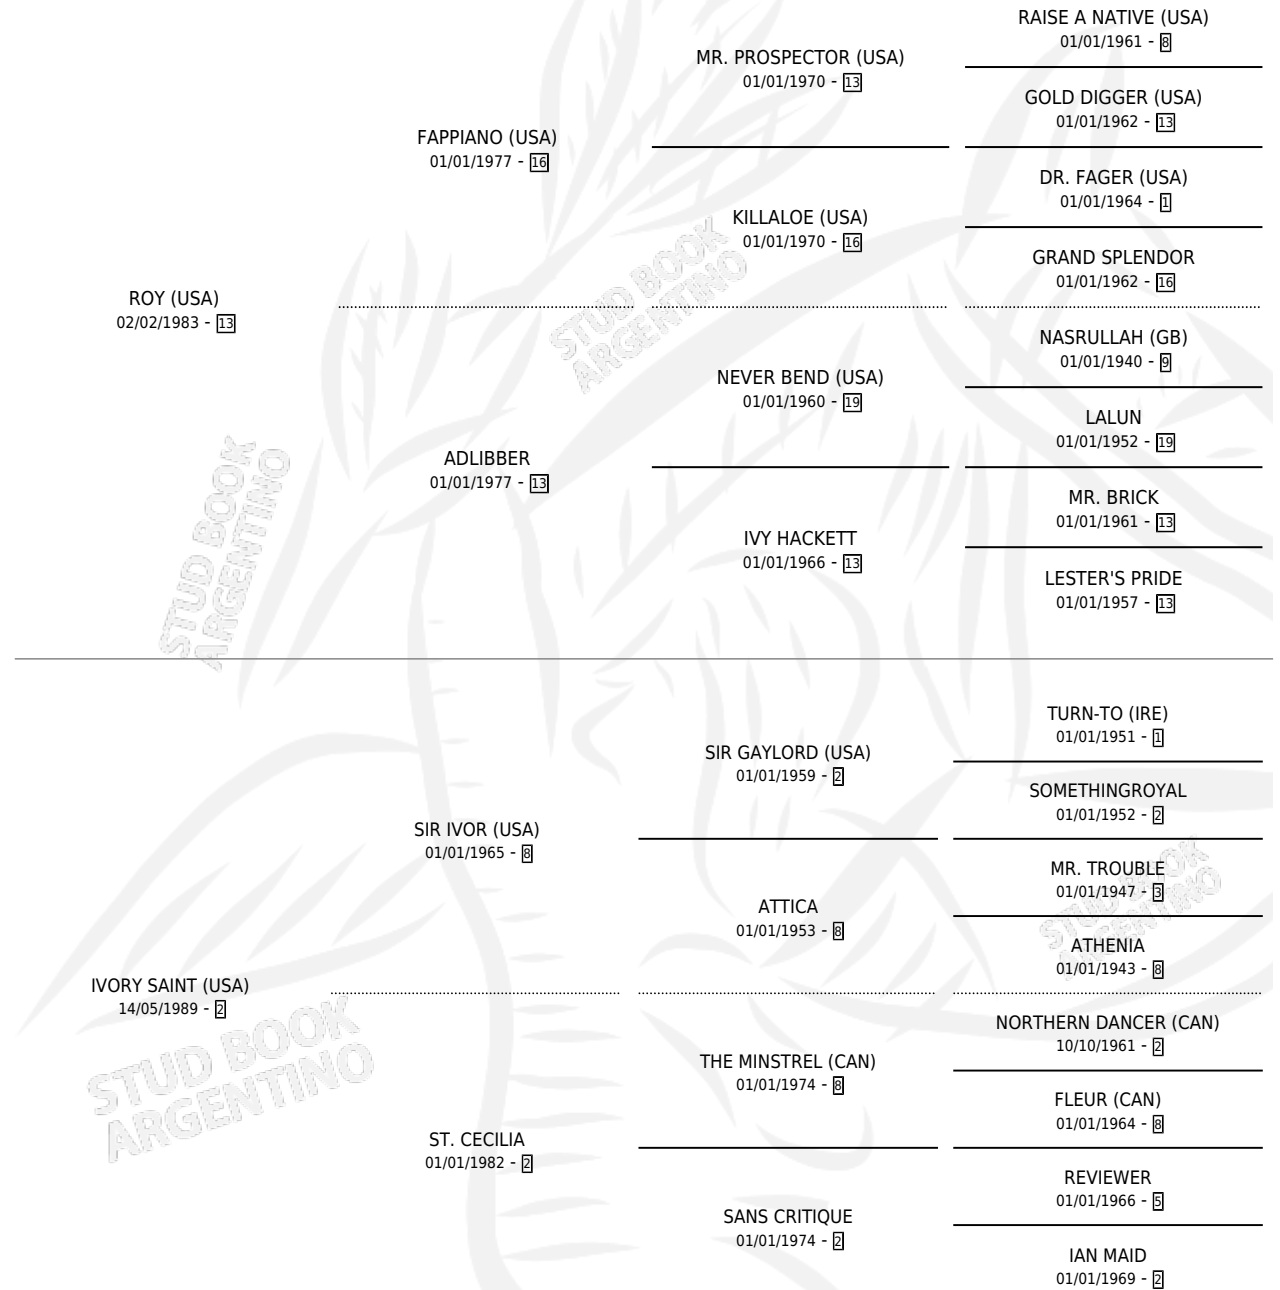 RAISE A NATIVE (USA)
01/01/1961 - 8
MR. PROSPECTOR (USA)
01/01/1970 - 13
GOLD DIGGER (USA)
01/01/1962 - 13
FAPPIANO (USA)
01/01/1977 - 16
DR. FAGER (USA)
01/01/1964 - 1
KILLALOE (USA)
01/01/1970 - 16
GRAND SPLENDOR
01/01/1962 - 16
ROY (USA)
02/02/1983 - 13
NASRULLAH (GB)
01/01/1940 - 9
NEVER BEND (USA)
01/01/1960 - 19
LALUN
01/01/1952 - 19
ADLIBBER
01/01/1977 - 13
MR. BRICK
01/01/1961 - 13
IVY HACKETT
01/01/1966 - 13
LESTER'S PRIDE
01/01/1957 - 13
TURN-TO (IRE)
01/01/1951 - 1
SIR GAYLORD (USA)
01/01/1959 - 2
SOMETHINGROYAL
01/01/1952 - 2
SIR IVOR (USA)
01/01/1965 - 8
MR. TROUBLE
01/01/1947 - 3
ATTICA
01/01/1953 - 8
ATHENIA
01/01/1943 - 8
IVORY SAINT (USA)
14/05/1989 - 2
NORTHERN DANCER (CAN)
10/10/1961 - 2
THE MINSTREL (CAN)
01/01/1974 - 8
FLEUR (CAN)
01/01/1964 - 8
ST. CECILIA
01/01/1982 - 2
REVIEWER
01/01/1966 - 5
SANS CRITIQUE
01/01/1974 - 2
IAN MAID
01/01/1969 - 2
STUD BOOK
ARGENTINO
STUD BOOK
ARGENTINO
STUD BOOK
ARGENTINO
STUD BOOK
ARGENTINO